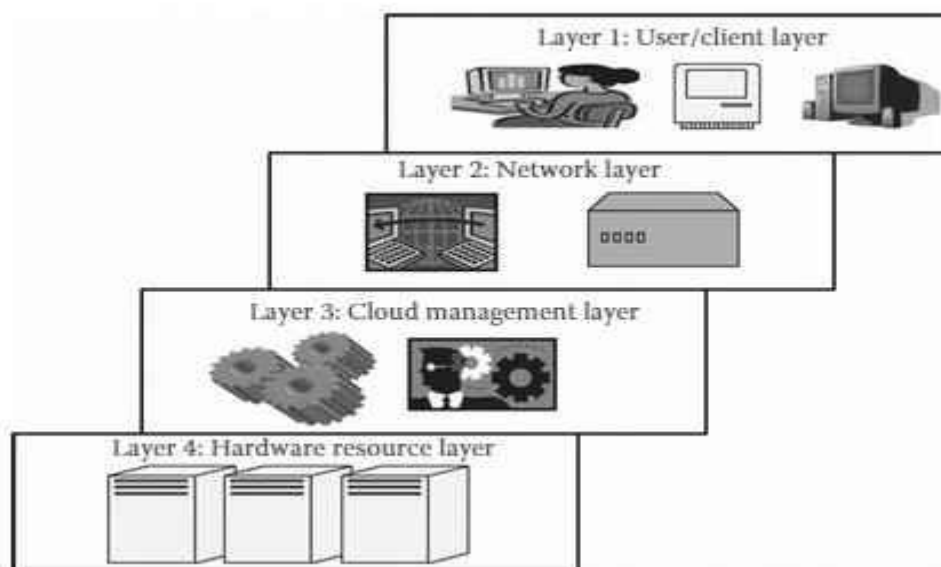 Layer 1: User/client layer
Layer 2: Network layer
Layer 3: Cloud management layer
Layer 4: Hardware resource layer